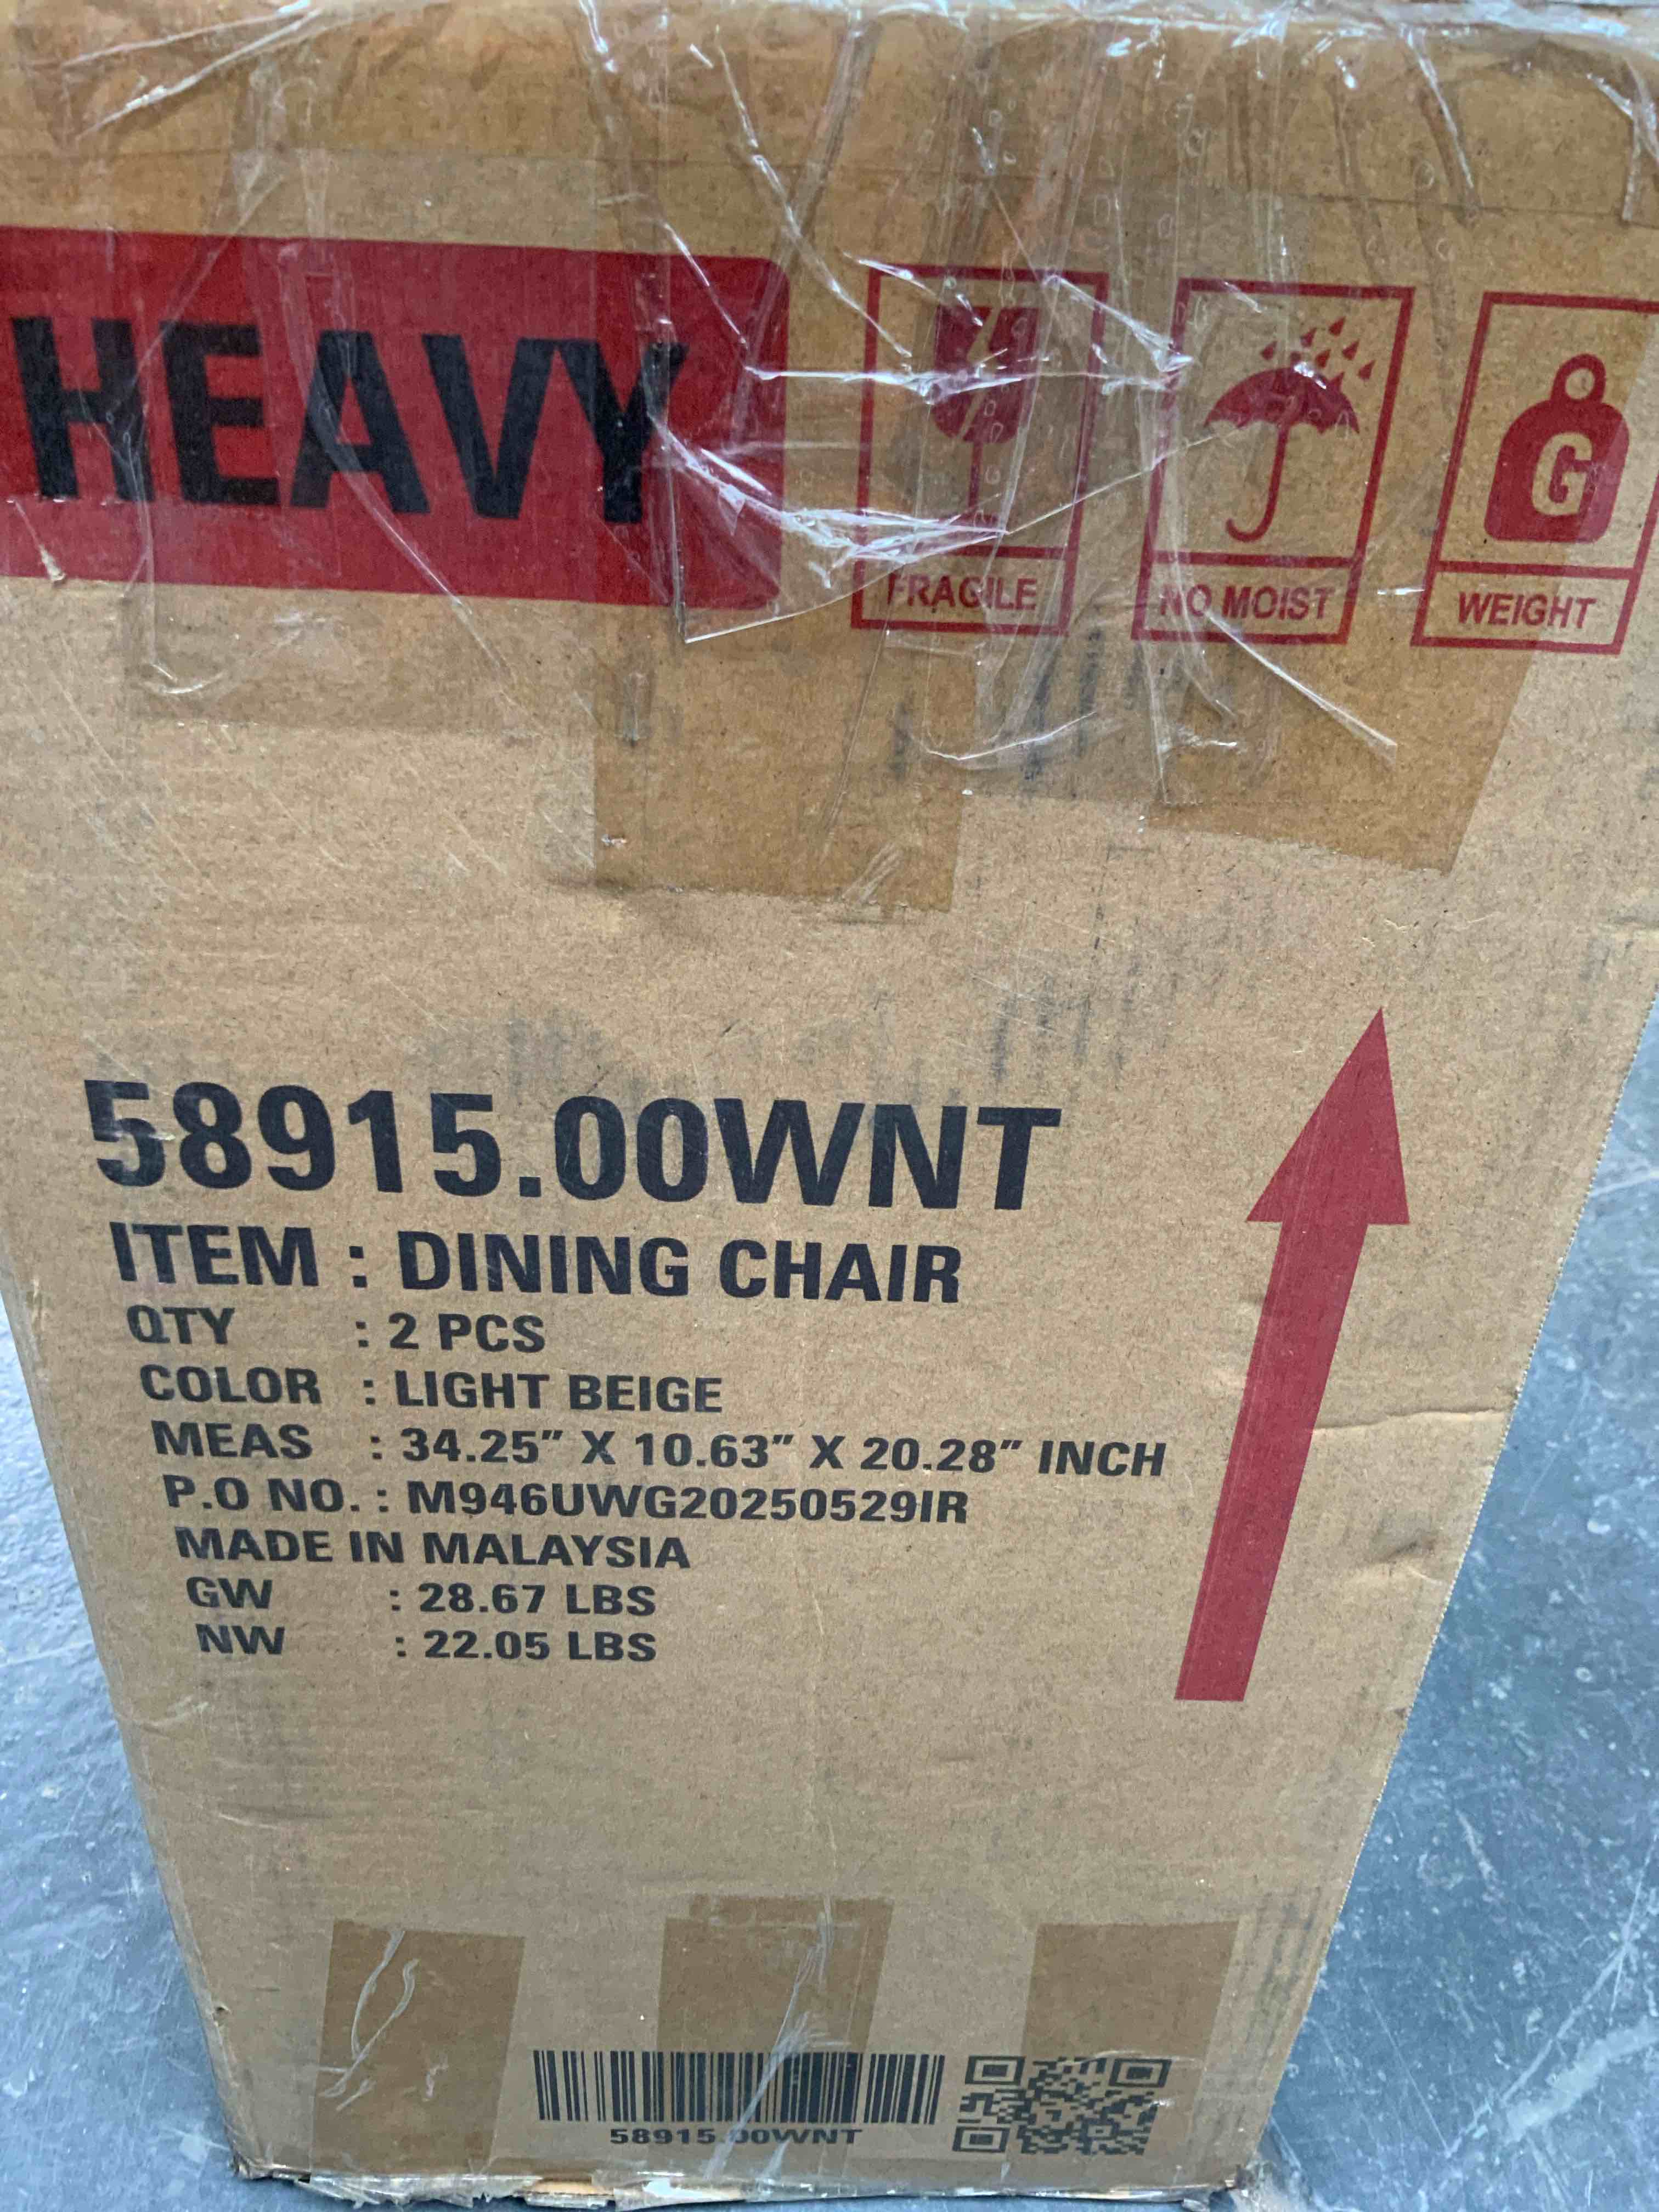 HEAVY
FRAGILE
NO MOIST
G
WEIGHT
58915.00WNT
ITEM : DINING CHAIR
QTY : 2 PCS
COLOR : LIGHT BEIGE
MEAS : 34.25" X 10.63" X 20.28" INCH
P.O NO. : M946UWG20250529IR
MADE IN MALAYSIA
GW : 28.67 LBS
NW : 22.05 LBS
58915.00WNT